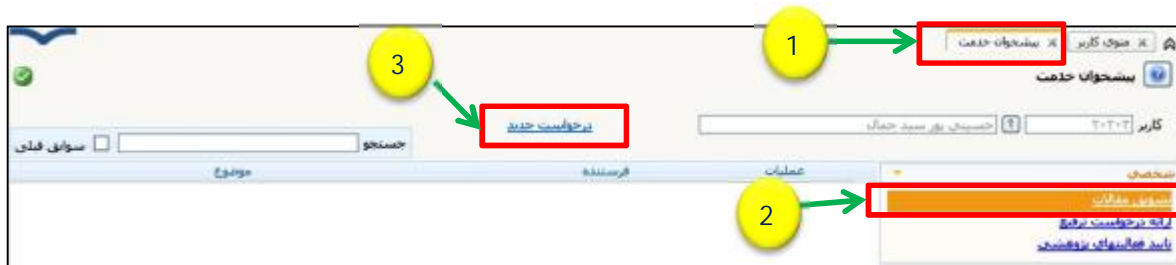 1
منوی کاربر × پیشخوان خدمت ×
3
پیشخوان خدمت
کاربر ۲۰۲۰۲ حسینی پور سید جمال درخواست جدید
جستجو سوابق قبلی
شخصی عملیات فرستنده موضوع
تشویق مقالات
2
ارائه درخواست ترفیع
تایید فعالیتهای پژوهشی